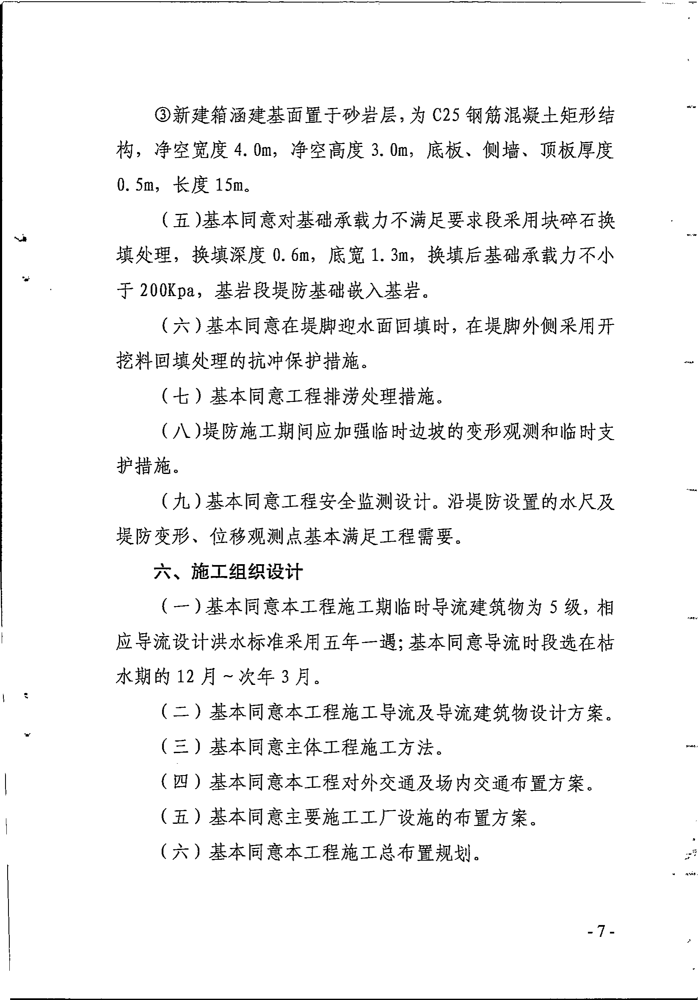 ③新建箱涵建基面置于砂岩层，为 C25 钢筋混凝土矩形结
构，净空宽度 4.0m，净空高度 3.0m，底板、侧墙、顶板厚度
0.5m，长度 15m。
（五）基本同意对基础承载力不满足要求段采用块碎石换
填处理，换填深度 0.6m，底宽 1.3m，换填后基础承载力不小
于 200Kpa，基岩段堤防基础嵌入基岩。
（六）基本同意在堤脚迎水面回填时，在堤脚外侧采用开
挖料回填处理的抗冲保护措施。
（七）基本同意工程排涝处理措施。
（八）堤防施工期间应加强临时边坡的变形观测和临时支
护措施。
（九）基本同意工程安全监测设计。沿堤防设置的水尺及
堤防变形、位移观测点基本满足工程需要。
六、施工组织设计
（一）基本同意本工程施工期临时导流建筑物为 5 级，相
应导流设计洪水标准采用五年一遇；基本同意导流时段选在枯
水期的 12 月～次年 3 月。
（二）基本同意本工程施工导流及导流建筑物设计方案。
（三）基本同意主体工程施工方法。
（四）基本同意本工程对外交通及场内交通布置方案。
（五）基本同意主要施工工厂设施的布置方案。
（六）基本同意本工程施工总布置规划。
- 7 -